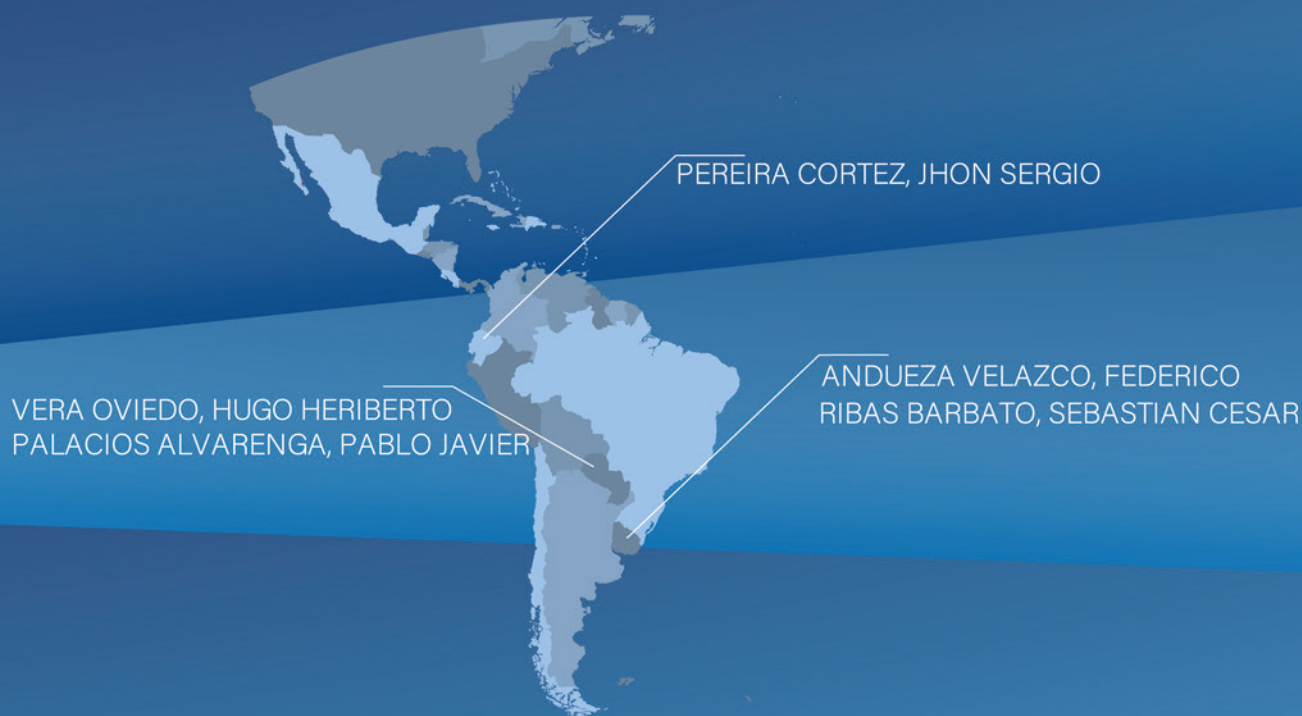 PEREIRA CORTEZ, JHON SERGIO
ANDUEZA VELAZCO, FEDERICO
RIBAS BARBATO, SEBASTIAN CESAR
VERA OVIEDO, HUGO HERIBERTO
PALACIOS ALVARENGA, PABLO JAVIER